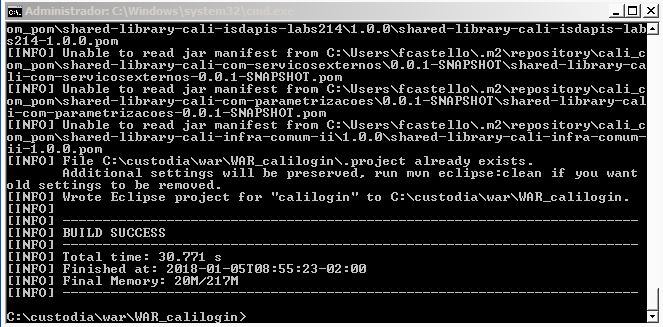 Administrador: C:\Windows\system32\cmd.exe
om_pom\shared-library-cali-isdapis-labs214\1.0.0\shared-library-cali-isdapis-lab
s214-1.0.0.pom
[INFO] Unable to read jar manifest from C:\Users\fcastello\.m2\repository\cali_c
om_pom\shared-library-cali-com-servicosexternos\0.0.1-SNAPSHOT\shared-library-ca
li-com-servicosexternos-0.0.1-SNAPSHOT.pom
[INFO] Unable to read jar manifest from C:\Users\fcastello\.m2\repository\cali_c
om_pom\shared-library-cali-com-parametrizacoes\0.0.1-SNAPSHOT\shared-library-cal
i-com-parametrizacoes-0.0.1-SNAPSHOT.pom
[INFO] Unable to read jar manifest from C:\Users\fcastello\.m2\repository\cali_c
om_pom\shared-library-cali-infra-comum-ii\1.0.0\shared-library-cali-infra-comum-
ii-1.0.0.pom
[INFO] File C:\custodia\war\WAR_calilogin\.project already exists.
       Additional settings will be preserved, run mvn eclipse:clean if you want
old settings to be removed.
[INFO] Wrote Eclipse project for "calilogin" to C:\custodia\war\WAR_calilogin.
[INFO]
[INFO] ------------------------------------------------------------------------
[INFO] BUILD SUCCESS
[INFO] ------------------------------------------------------------------------
[INFO] Total time: 30.771 s
[INFO] Finished at: 2018-01-05T08:55:23-02:00
[INFO] Final Memory: 20M/217M
[INFO] ------------------------------------------------------------------------
C:\custodia\war\WAR_calilogin>